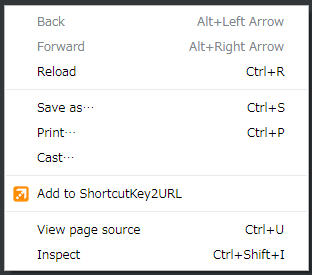 Back Alt+Left Arrow
Forward Alt+Right Arrow
Reload Ctrl+R
Save as… Ctrl+S
Print… Ctrl+P
Cast…
Add to ShortcutKey2URL
View page source Ctrl+U
Inspect Ctrl+Shift+I